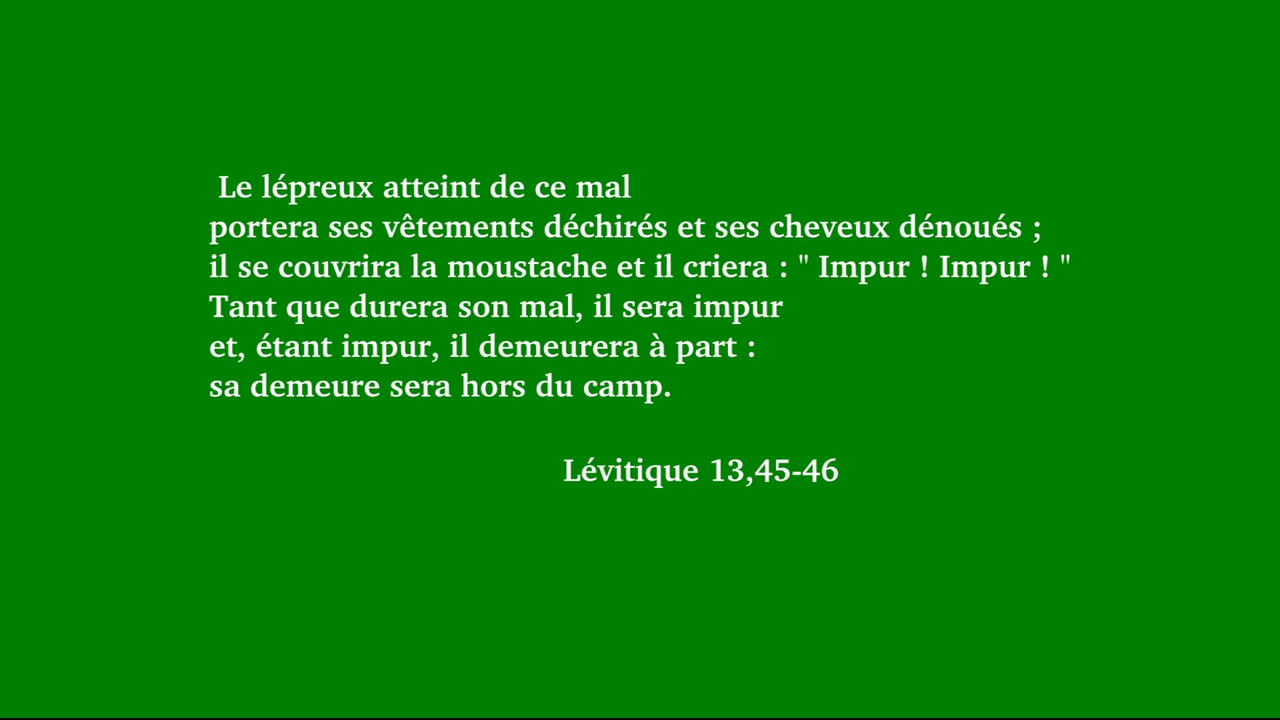 Le lépreux atteint de ce mal
portera ses vêtements déchirés et ses cheveux dénoués ;
il se couvrira la moustache et il criera : " Impur ! Impur ! "
Tant que durera son mal, il sera impur
et, étant impur, il demeurera à part :
sa demeure sera hors du camp.
Lévitique 13,45-46